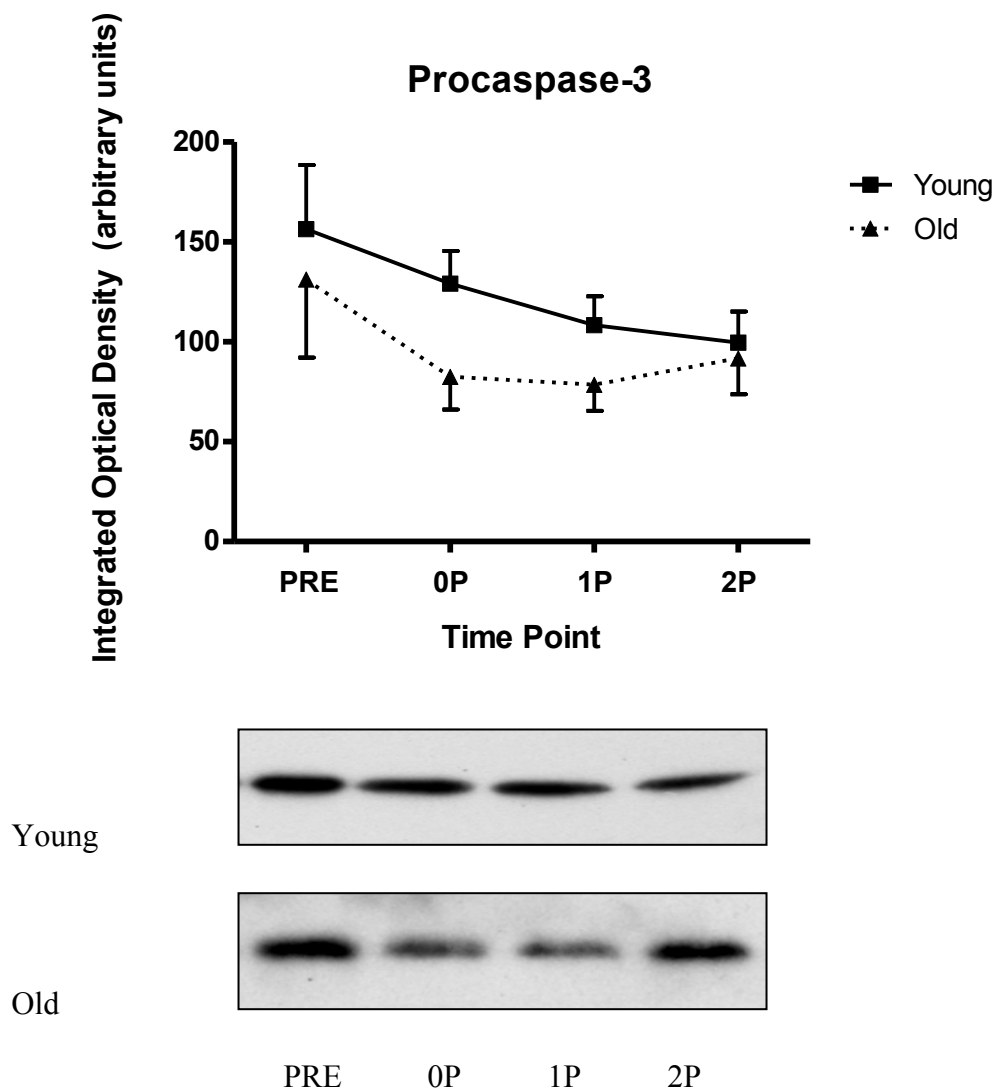 Procaspase-3
Integrated Optical Density (arbitrary units)
200
150
100
50
0
PRE 0P 1P 2P
Time Point
Young
Old
Young
Old
PRE 0P 1P 2P